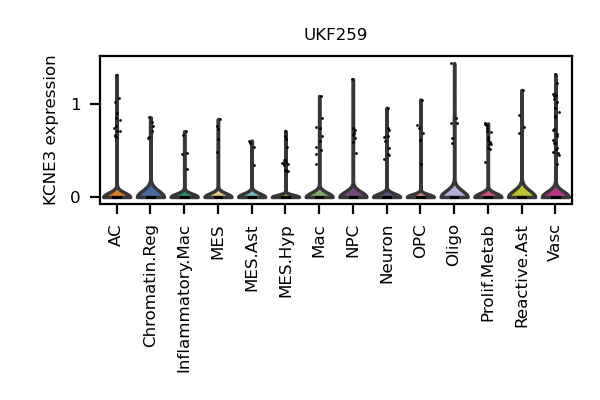 UKF259
KCNE3 expression
1
0
AC
Chromatin.Reg
Inflammatory.Mac
MES
MES.Ast
MES.Hyp
Mac
NPC
Neuron
OPC
Oligo
Prolif.Metab
Reactive.Ast
Vasc